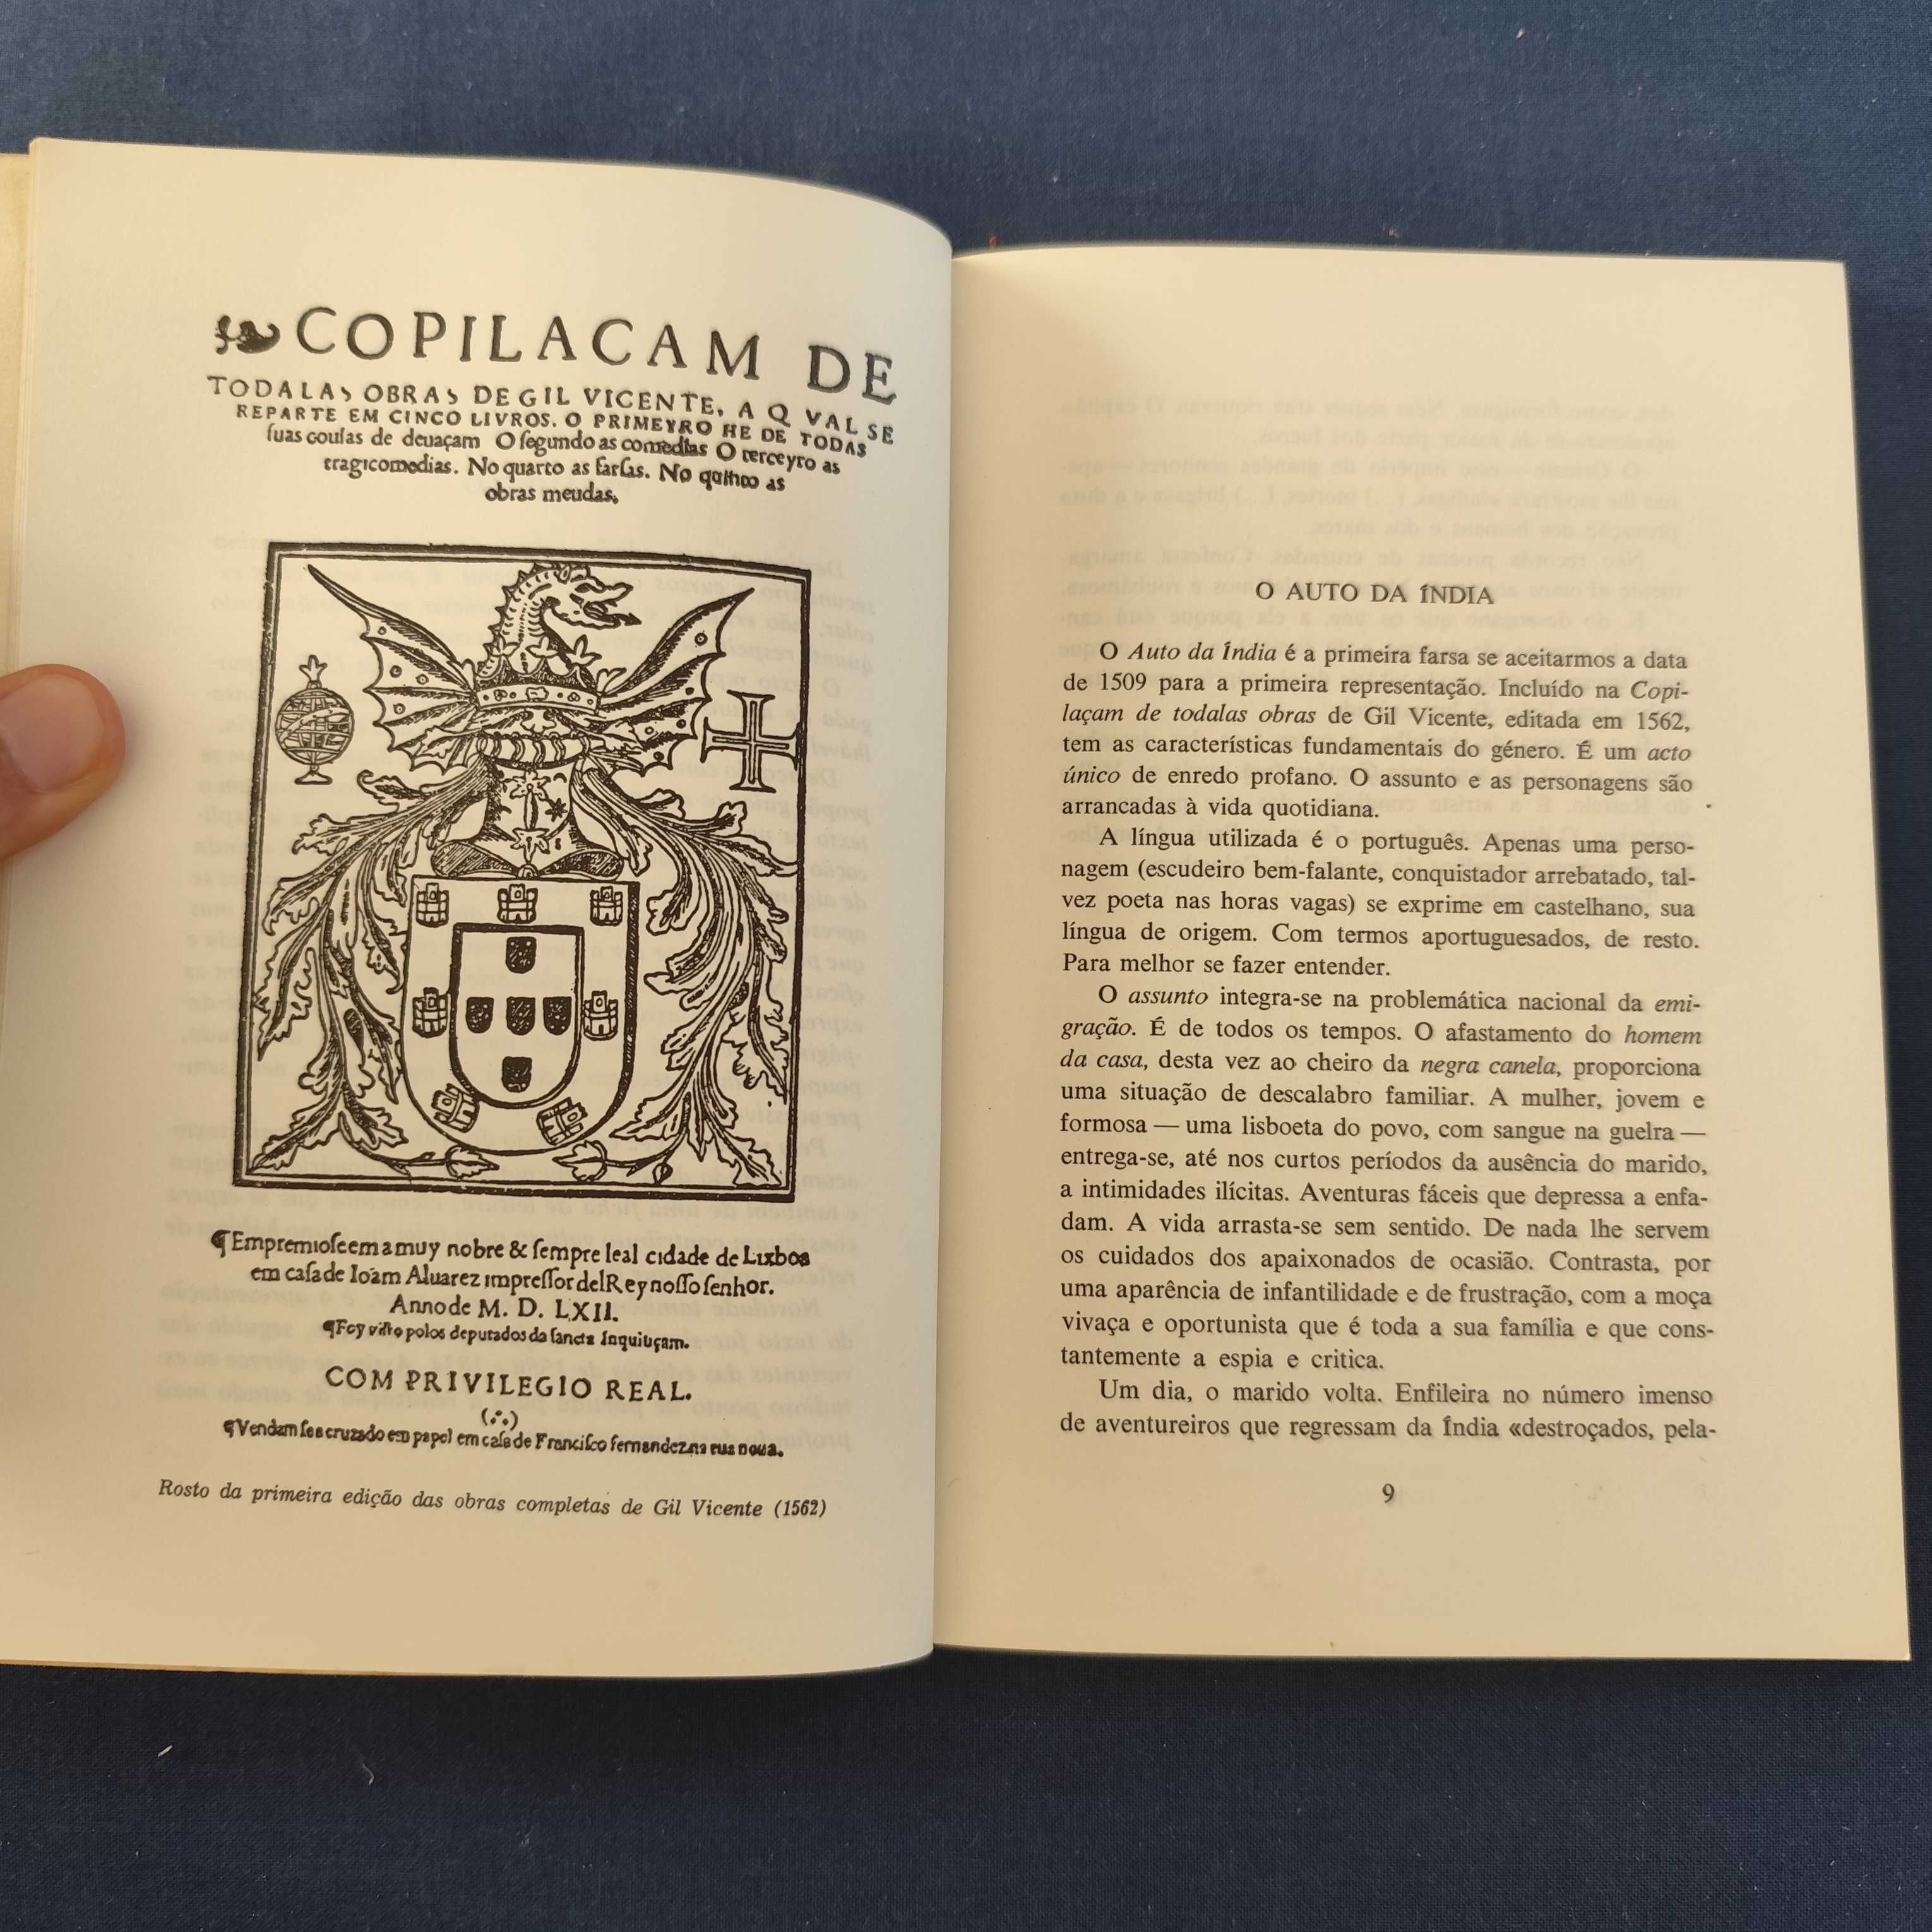 COPILACAM DE
TODALAS OBRAS DE GIL VICENTE, A Q VAL SE
REPARTE EM CINCO LIVROS. O PRIMEYRO HE DE TODAS
ſuas couſas de deuaçam O ſegundo as comedias O terceyro as
tragicomedias. No quarto as farſas. No quinto as
obras meudas.
¶Empremioſe em a muy nobre & ſempre leal cidade de Lixboa
em caſa de Ioam Aluarez impreſſor del Rey noſſo ſenhor.
Anno de M. D. LXII.
¶Foy viſto polos deputados da ſancta Inquiuçam.
COM PRIVILEGIO REAL.
(∴)
¶Vendem ſe a cruzado em papel em caſa de Franciſco fernandez na rua noua.
Rosto da primeira edição das obras completas de Gil Vicente (1562)
O AUTO DA ÍNDIA
O Auto da Índia é a primeira farsa se aceitarmos a data
de 1509 para a primeira representação. Incluído na Copi-
laçam de todalas obras de Gil Vicente, editada em 1562,
tem as características fundamentais do género. É um acto
único de enredo profano. O assunto e as personagens são
arrancadas à vida quotidiana.
A língua utilizada é o português. Apenas uma perso-
nagem (escudeiro bem-falante, conquistador arrebatado, tal-
vez poeta nas horas vagas) se exprime em castelhano, sua
língua de origem. Com termos aportuguesados, de resto.
Para melhor se fazer entender.
O assunto integra-se na problemática nacional da emi-
gração. É de todos os tempos. O afastamento do homem
da casa, desta vez ao cheiro da negra canela, proporciona
uma situação de descalabro familiar. A mulher, jovem e
formosa — uma lisboeta do povo, com sangue na guelra —
entrega-se, até nos curtos períodos da ausência do marido,
a intimidades ilícitas. Aventuras fáceis que depressa a enfa-
dam. A vida arrasta-se sem sentido. De nada lhe servem
os cuidados dos apaixonados de ocasião. Contrasta, por
uma aparência de infantilidade e de frustração, com a moça
vivaça e oportunista que é toda a sua família e que cons-
tantemente a espia e critica.
Um dia, o marido volta. Enfileira no número imenso
de aventureiros que regressam da Índia «destroçados, pela-
9